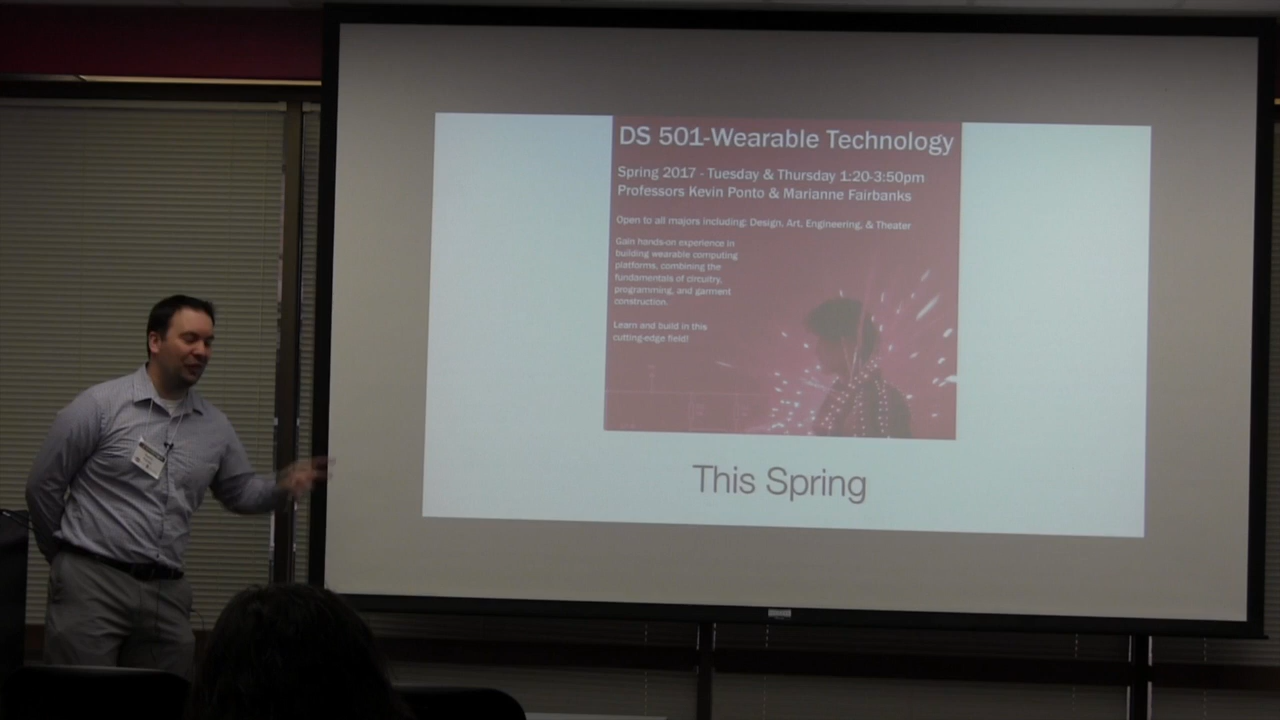 DS 501-Wearable Technology
Spring 2017 - Tuesday & Thursday 1:20-3:50pm
Professors Kevin Ponto & Marianne Fairbanks
Open to all majors including; Design, Art, Engineering, & Theater
Gain hands-on experience in
building wearable computing
platforms, combining the
fundamentals of circuitry,
programming, and garment
construction.
Learn and build in this
cutting-edge field!
This Spring